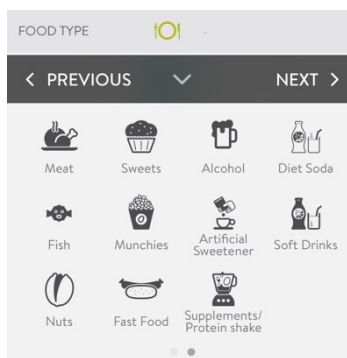 FOOD TYPE -
< PREVIOUS NEXT >
Meat Sweets Alcohol Diet Soda
Fish Munchies Artificial Sweetener Soft Drinks
Nuts Fast Food Supplements/ Protein shake